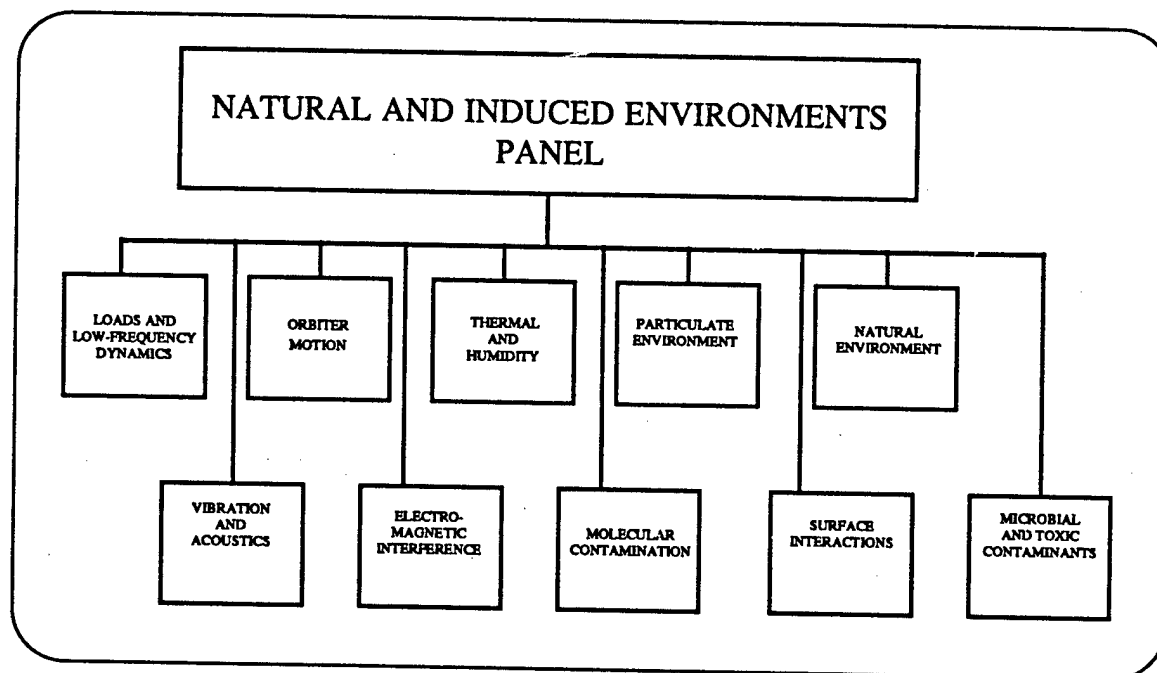 NATURAL AND INDUCED ENVIRONMENTS
PANEL
LOADS AND
LOW-FREQUENCY
DYNAMICS
ORBITER
MOTION
THERMAL
AND
HUMIDITY
PARTICULATE
ENVIRONMENT
NATURAL
ENVIRONMENT
VIBRATION
AND
ACOUSTICS
ELECTRO-
MAGNETIC
INTERFERENCE
MOLECULAR
CONTAMINATION
SURFACE
INTERACTIONS
MICROBIAL
AND TOXIC
CONTAMINANTS